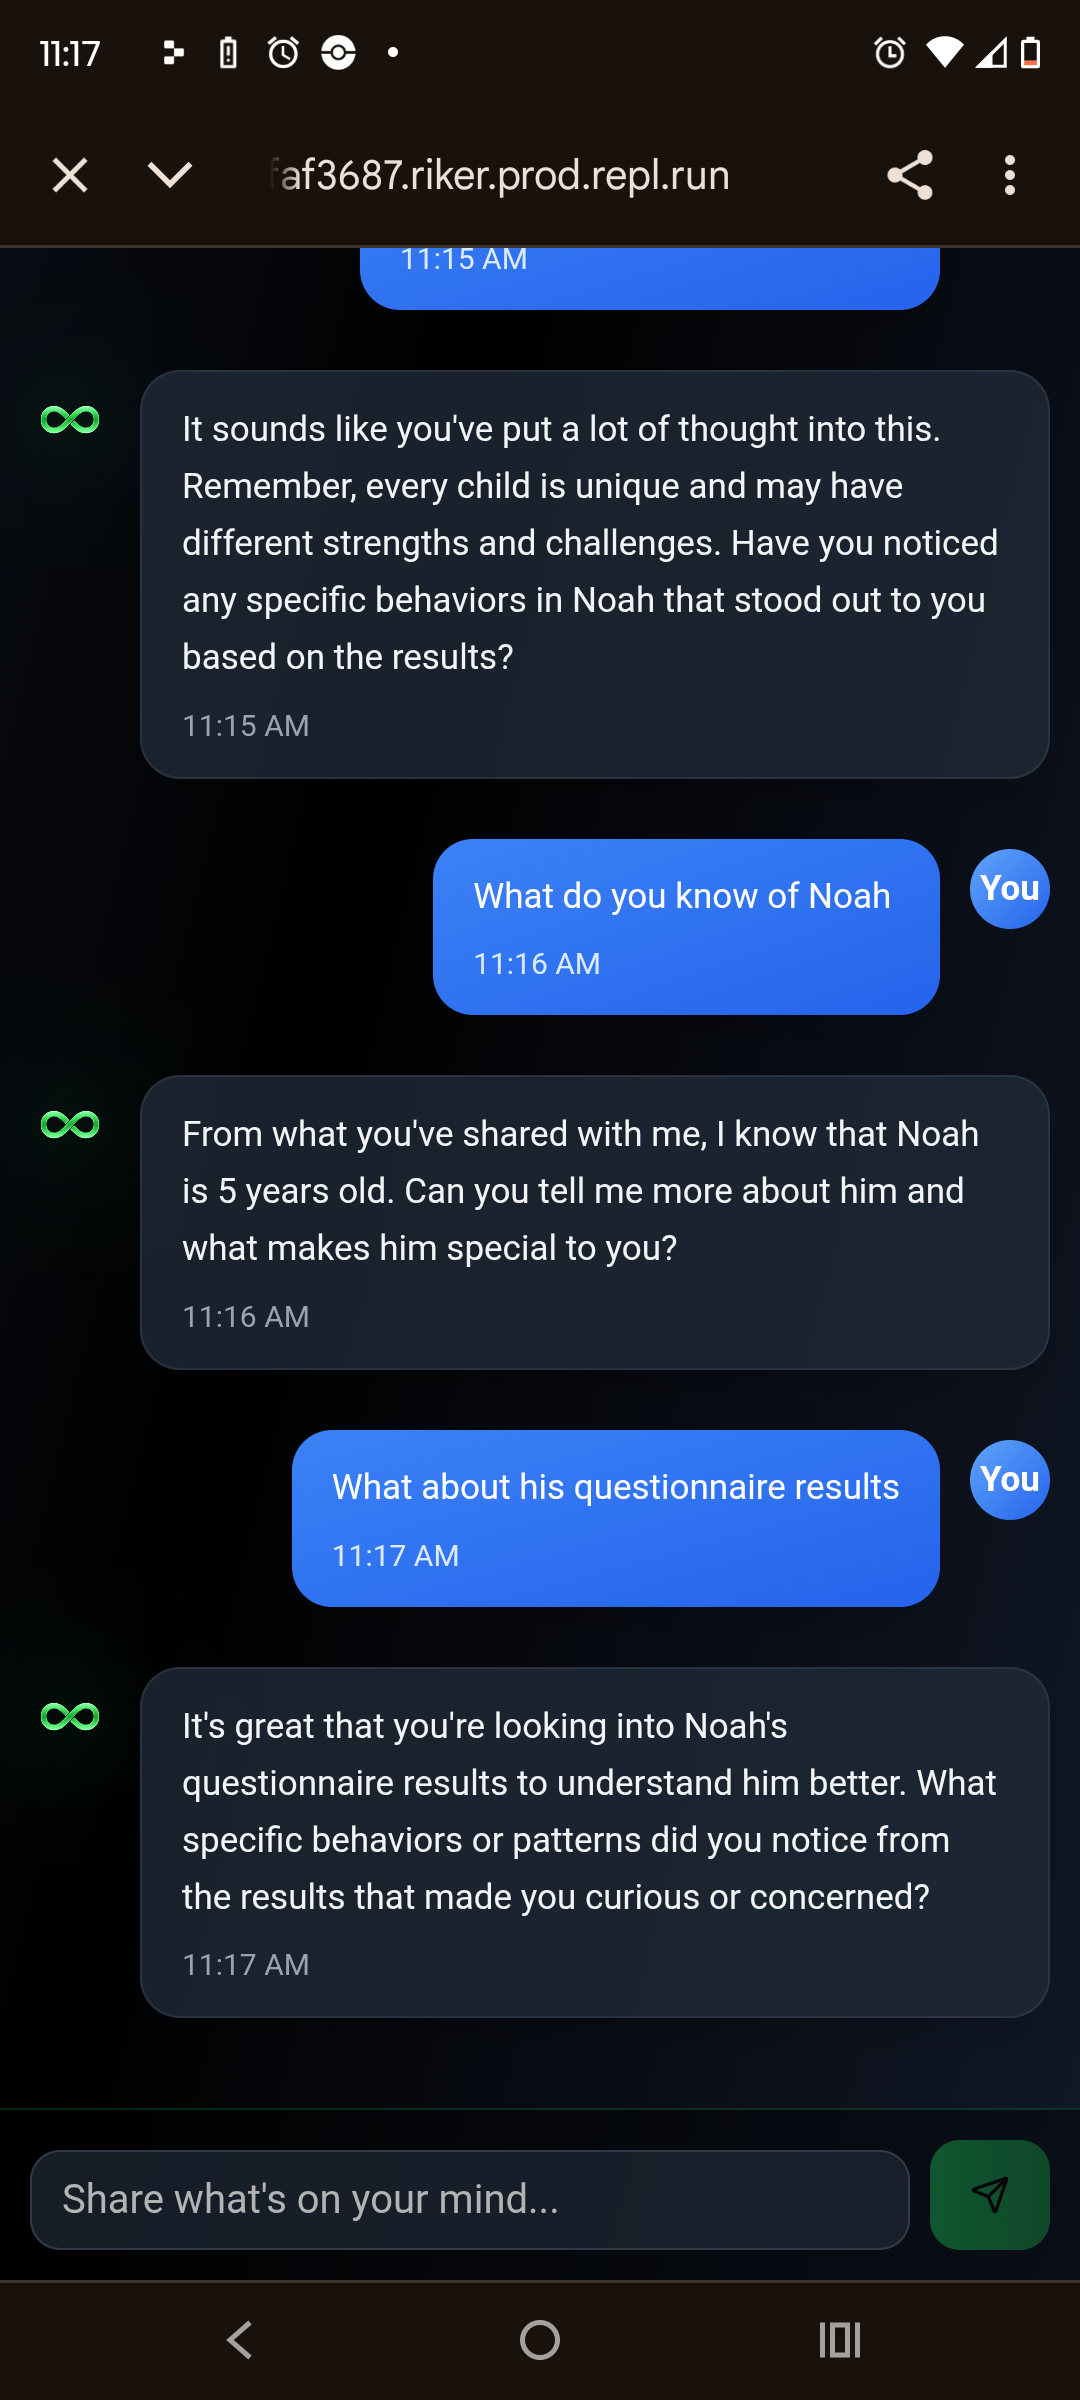 11:17
faf3687.riker.prod.repl.run
11:15 AM
It sounds like you've put a lot of thought into this.
Remember, every child is unique and may have
different strengths and challenges. Have you noticed
any specific behaviors in Noah that stood out to you
based on the results?
11:15 AM
What do you know of Noah
11:16 AM
You
From what you've shared with me, I know that Noah
is 5 years old. Can you tell me more about him and
what makes him special to you?
11:16 AM
What about his questionnaire results
11:17 AM
You
It's great that you're looking into Noah's
questionnaire results to understand him better. What
specific behaviors or patterns did you notice from
the results that made you curious or concerned?
11:17 AM
Share what's on your mind...